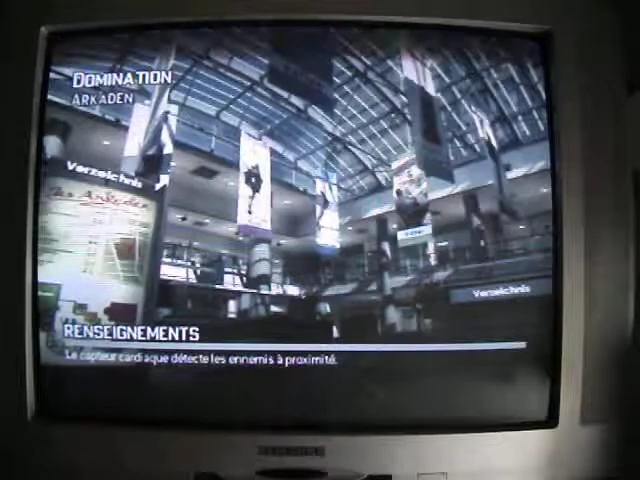 DOMINATION
ARKADEN
Verzeichnis
Verzeichnis
RENSEIGNEMENTS
Le capteur cardiaque détecte les ennemis à proximité.